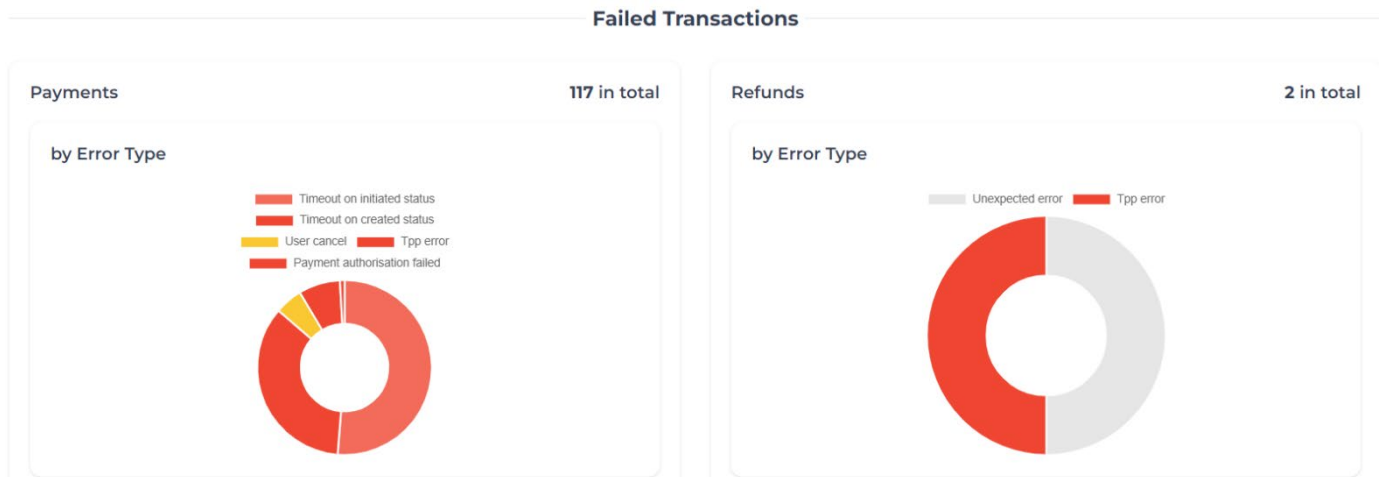 Failed Transactions
Payments
117 in total
by Error Type
Timeout on initiated status
Timeout on created status
User cancel Tpp error
Payment authorisation failed
Refunds
2 in total
by Error Type
Unexpected error Tpp error